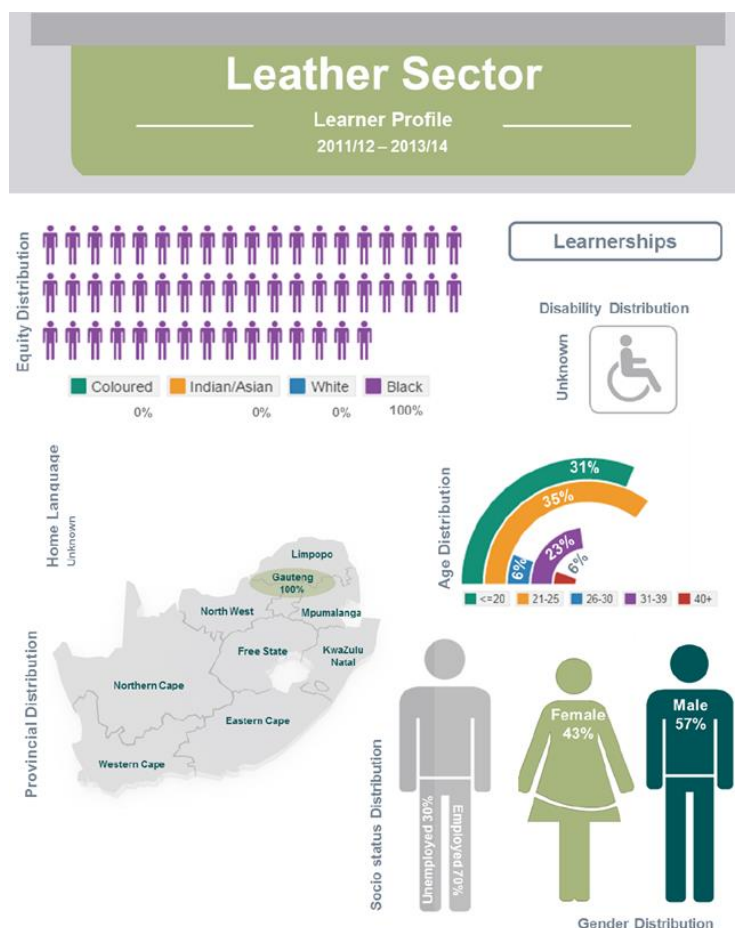 Leather Sector
Learner Profile
2011/12 – 2013/14
Equity Distribution
Coloured Indian/Asian White Black
0% 0% 0% 100%
Learnerships
Disability Distribution
Unknown
Home Language
Unknown
Age Distribution
31%
35%
6%
23%
6%
<=20 21-25 26-30 31-39 40+
Provincial Distribution
Limpopo
Gauteng
100%
North West
Mpumalanga
Free State
KwaZulu
Natal
Northern Cape
Eastern Cape
Western Cape
Socio status Distribution
Unemployed 30%
Employed 70%
Female
43%
Male
57%
Gender Distribution